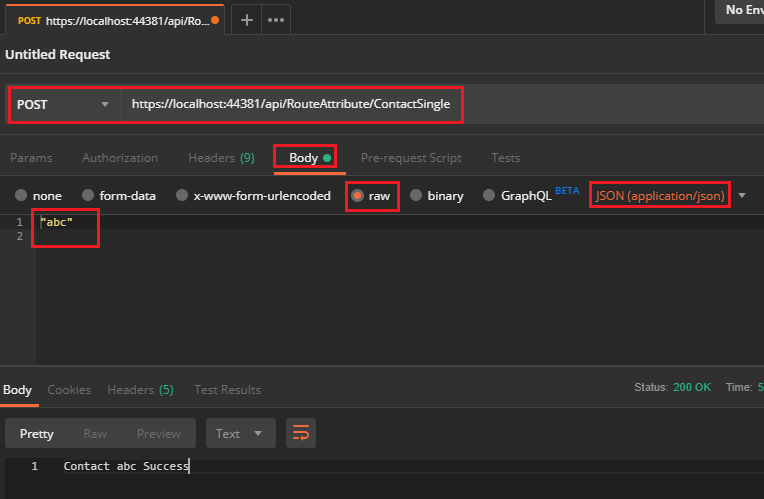 POST https://localhost:44381/api/Ro... + ••• No Env
Untitled Request
POST https://localhost:44381/api/RouteAttribute/ContactSingle
Params Authorization Headers (9) Body Pre-request Script Tests
none form-data x-www-form-urlencoded raw binary GraphQL BETA JSON (application/json)
1 "abc"
2
Body Cookies Headers (5) Test Results Status: 200 OK Time: 5
Pretty Raw Preview Text
1 Contact abc Success